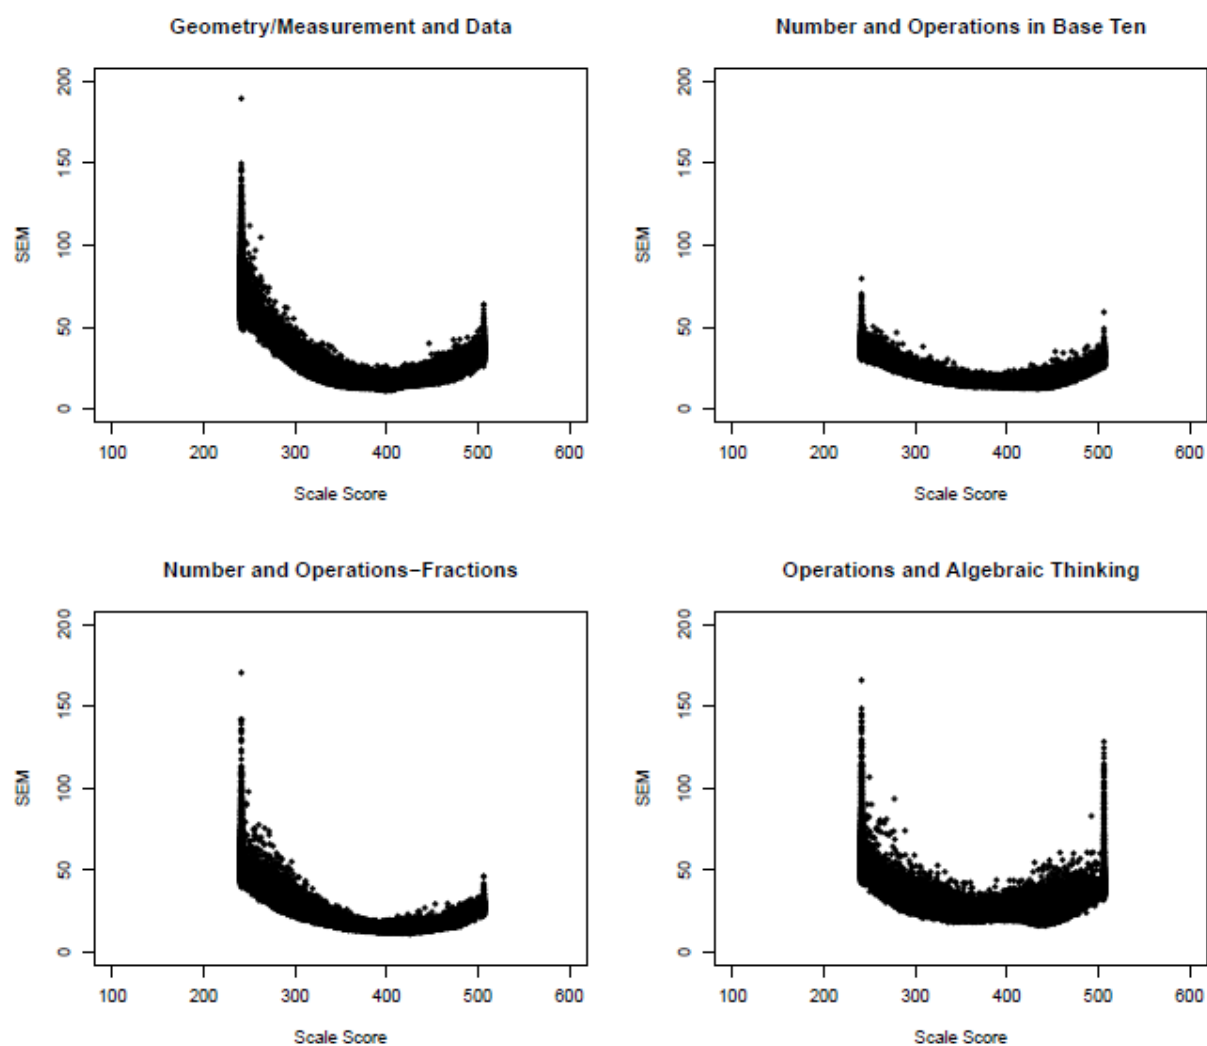 Geometry/Measurement and Data
Number and Operations in Base Ten
200
150
100
50
0
SEM
100 200 300 400 500 600
Scale Score
200
150
100
50
0
SEM
100 200 300 400 500 600
Scale Score
Number and Operations−Fractions
Operations and Algebraic Thinking
200
150
100
50
0
SEM
100 200 300 400 500 600
Scale Score
200
150
100
50
0
SEM
100 200 300 400 500 600
Scale Score